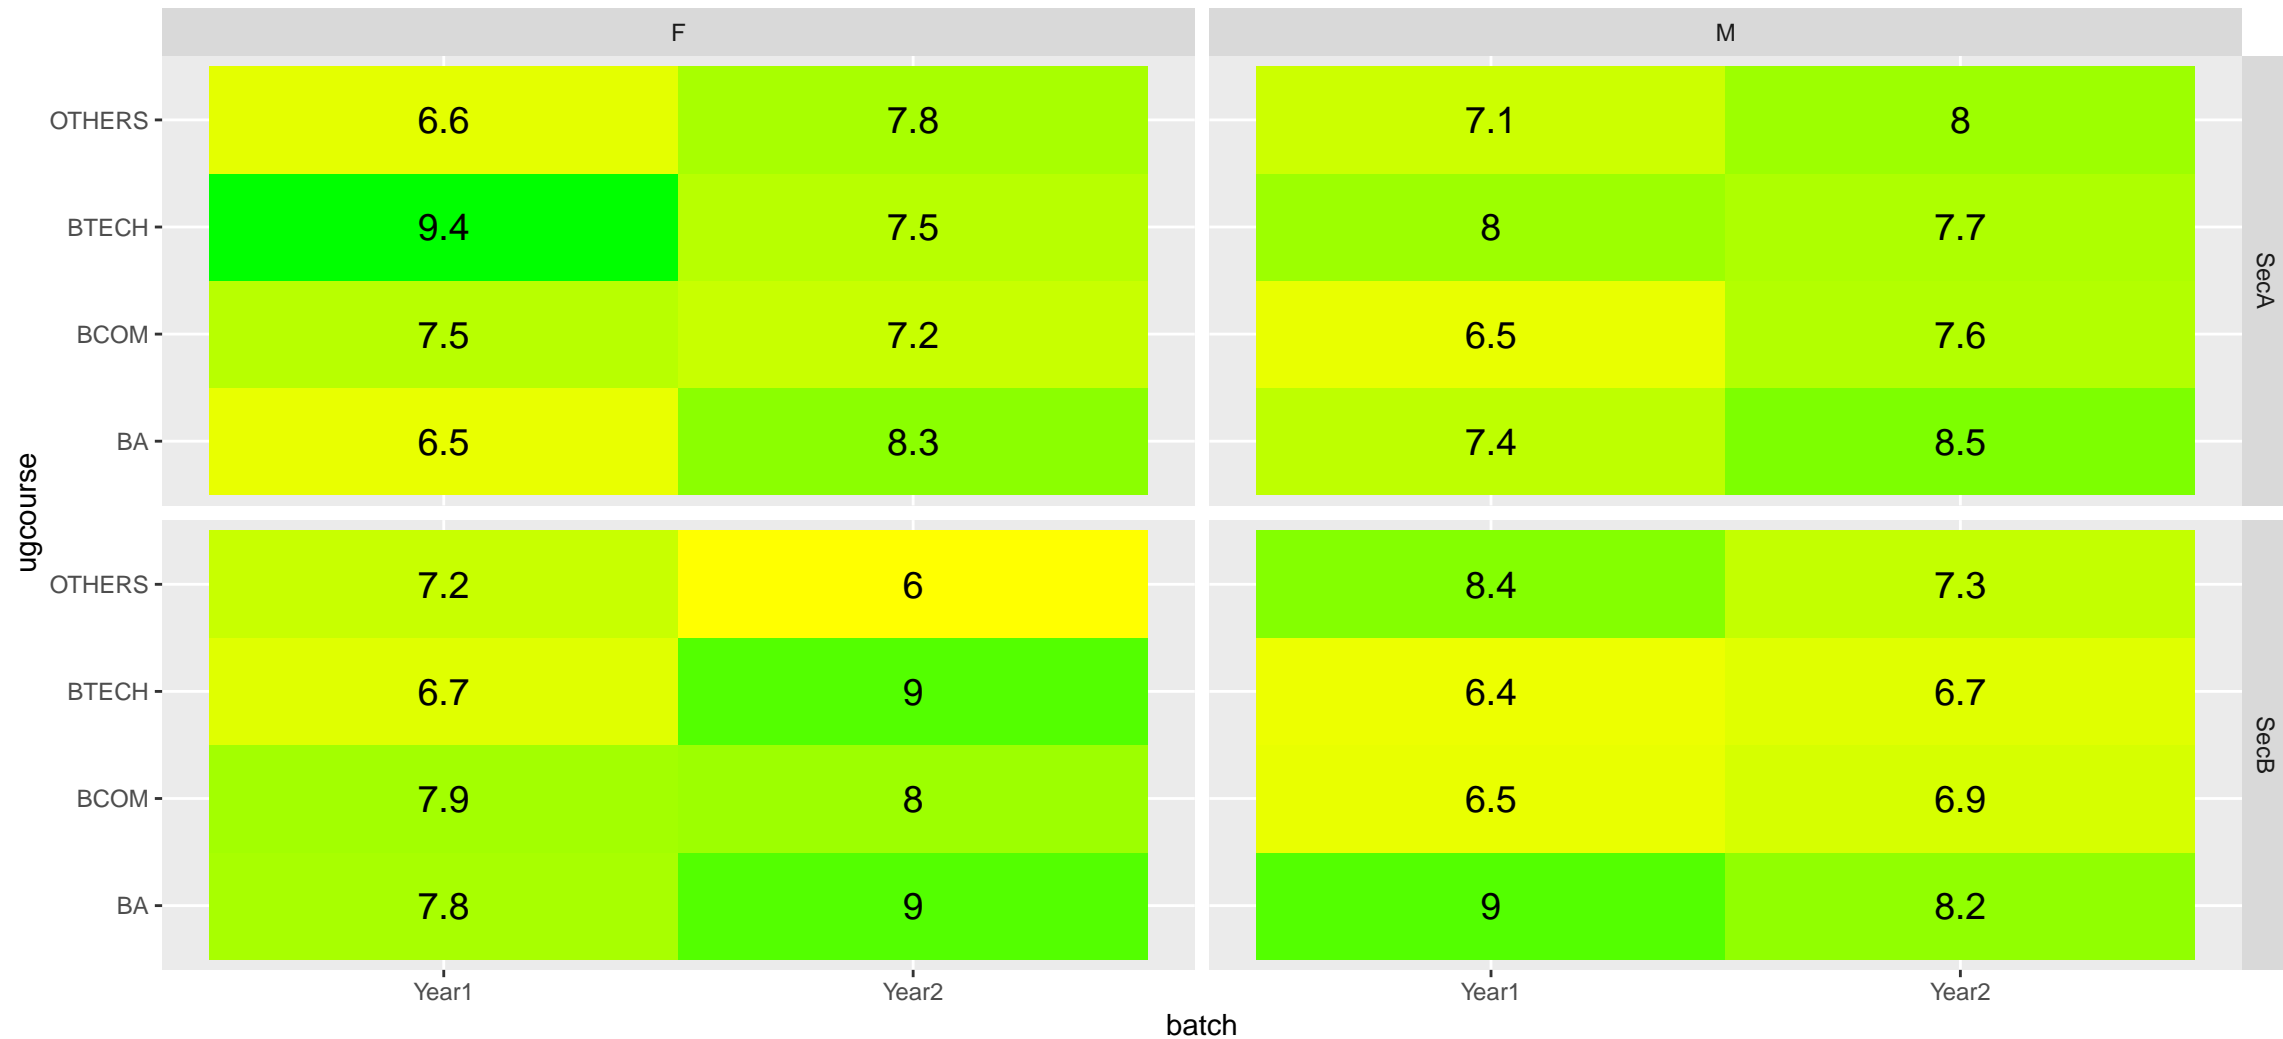 F M
OTHERS 6.6 7.8 7.1 8
BTECH 9.4 7.5 8 7.7
BCOM 7.5 7.2 6.5 7.6
BA 6.5 8.3 7.4 8.5
SecA
ugcourse
OTHERS 7.2 6 8.4 7.3
BTECH 6.7 9 6.4 6.7
BCOM 7.9 8 6.5 6.9
BA 7.8 9 9 8.2
SecB
Year1 Year2 Year1 Year2
batch